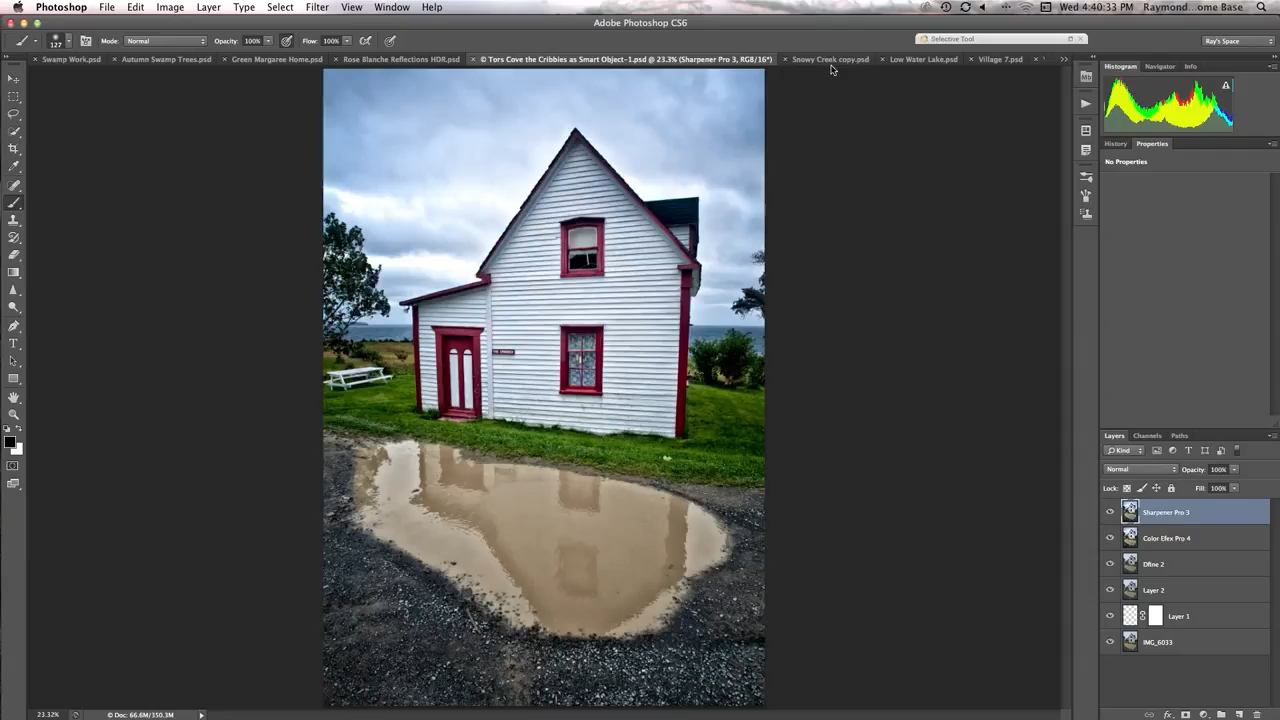 Photoshop File Edit Image Layer Type Select Filter View Window Help
Wed 4:40:33 PM Raymond ...ome Base
Adobe Photoshop CS6
127 Mode: Normal Opacity: 100% Flow: 100%
Selective Tool
Ray's Space
Swamp Work.psd
Autumn Swamp Trees.psd
Green Margaree Home.psd
Rose Blanche Reflections HDR.psd
© Tors Cove the Cribbles as Smart Object-1.psd @ 23.3% (Sharpener Pro 3, RGB/16*)
Snowy Creek copy.psd
Low Water Lake.psd
Village 7.psd
Histogram Navigator Info
History Properties
No Properties
Layers Channels Paths
Kind
Normal Opacity: 100%
Lock: Fill: 100%
Sharpener Pro 3
Color Efex Pro 4
Dfine 2
Layer 2
Layer 1
IMG_6033
23.32% Doc: 66.6M/350.3M